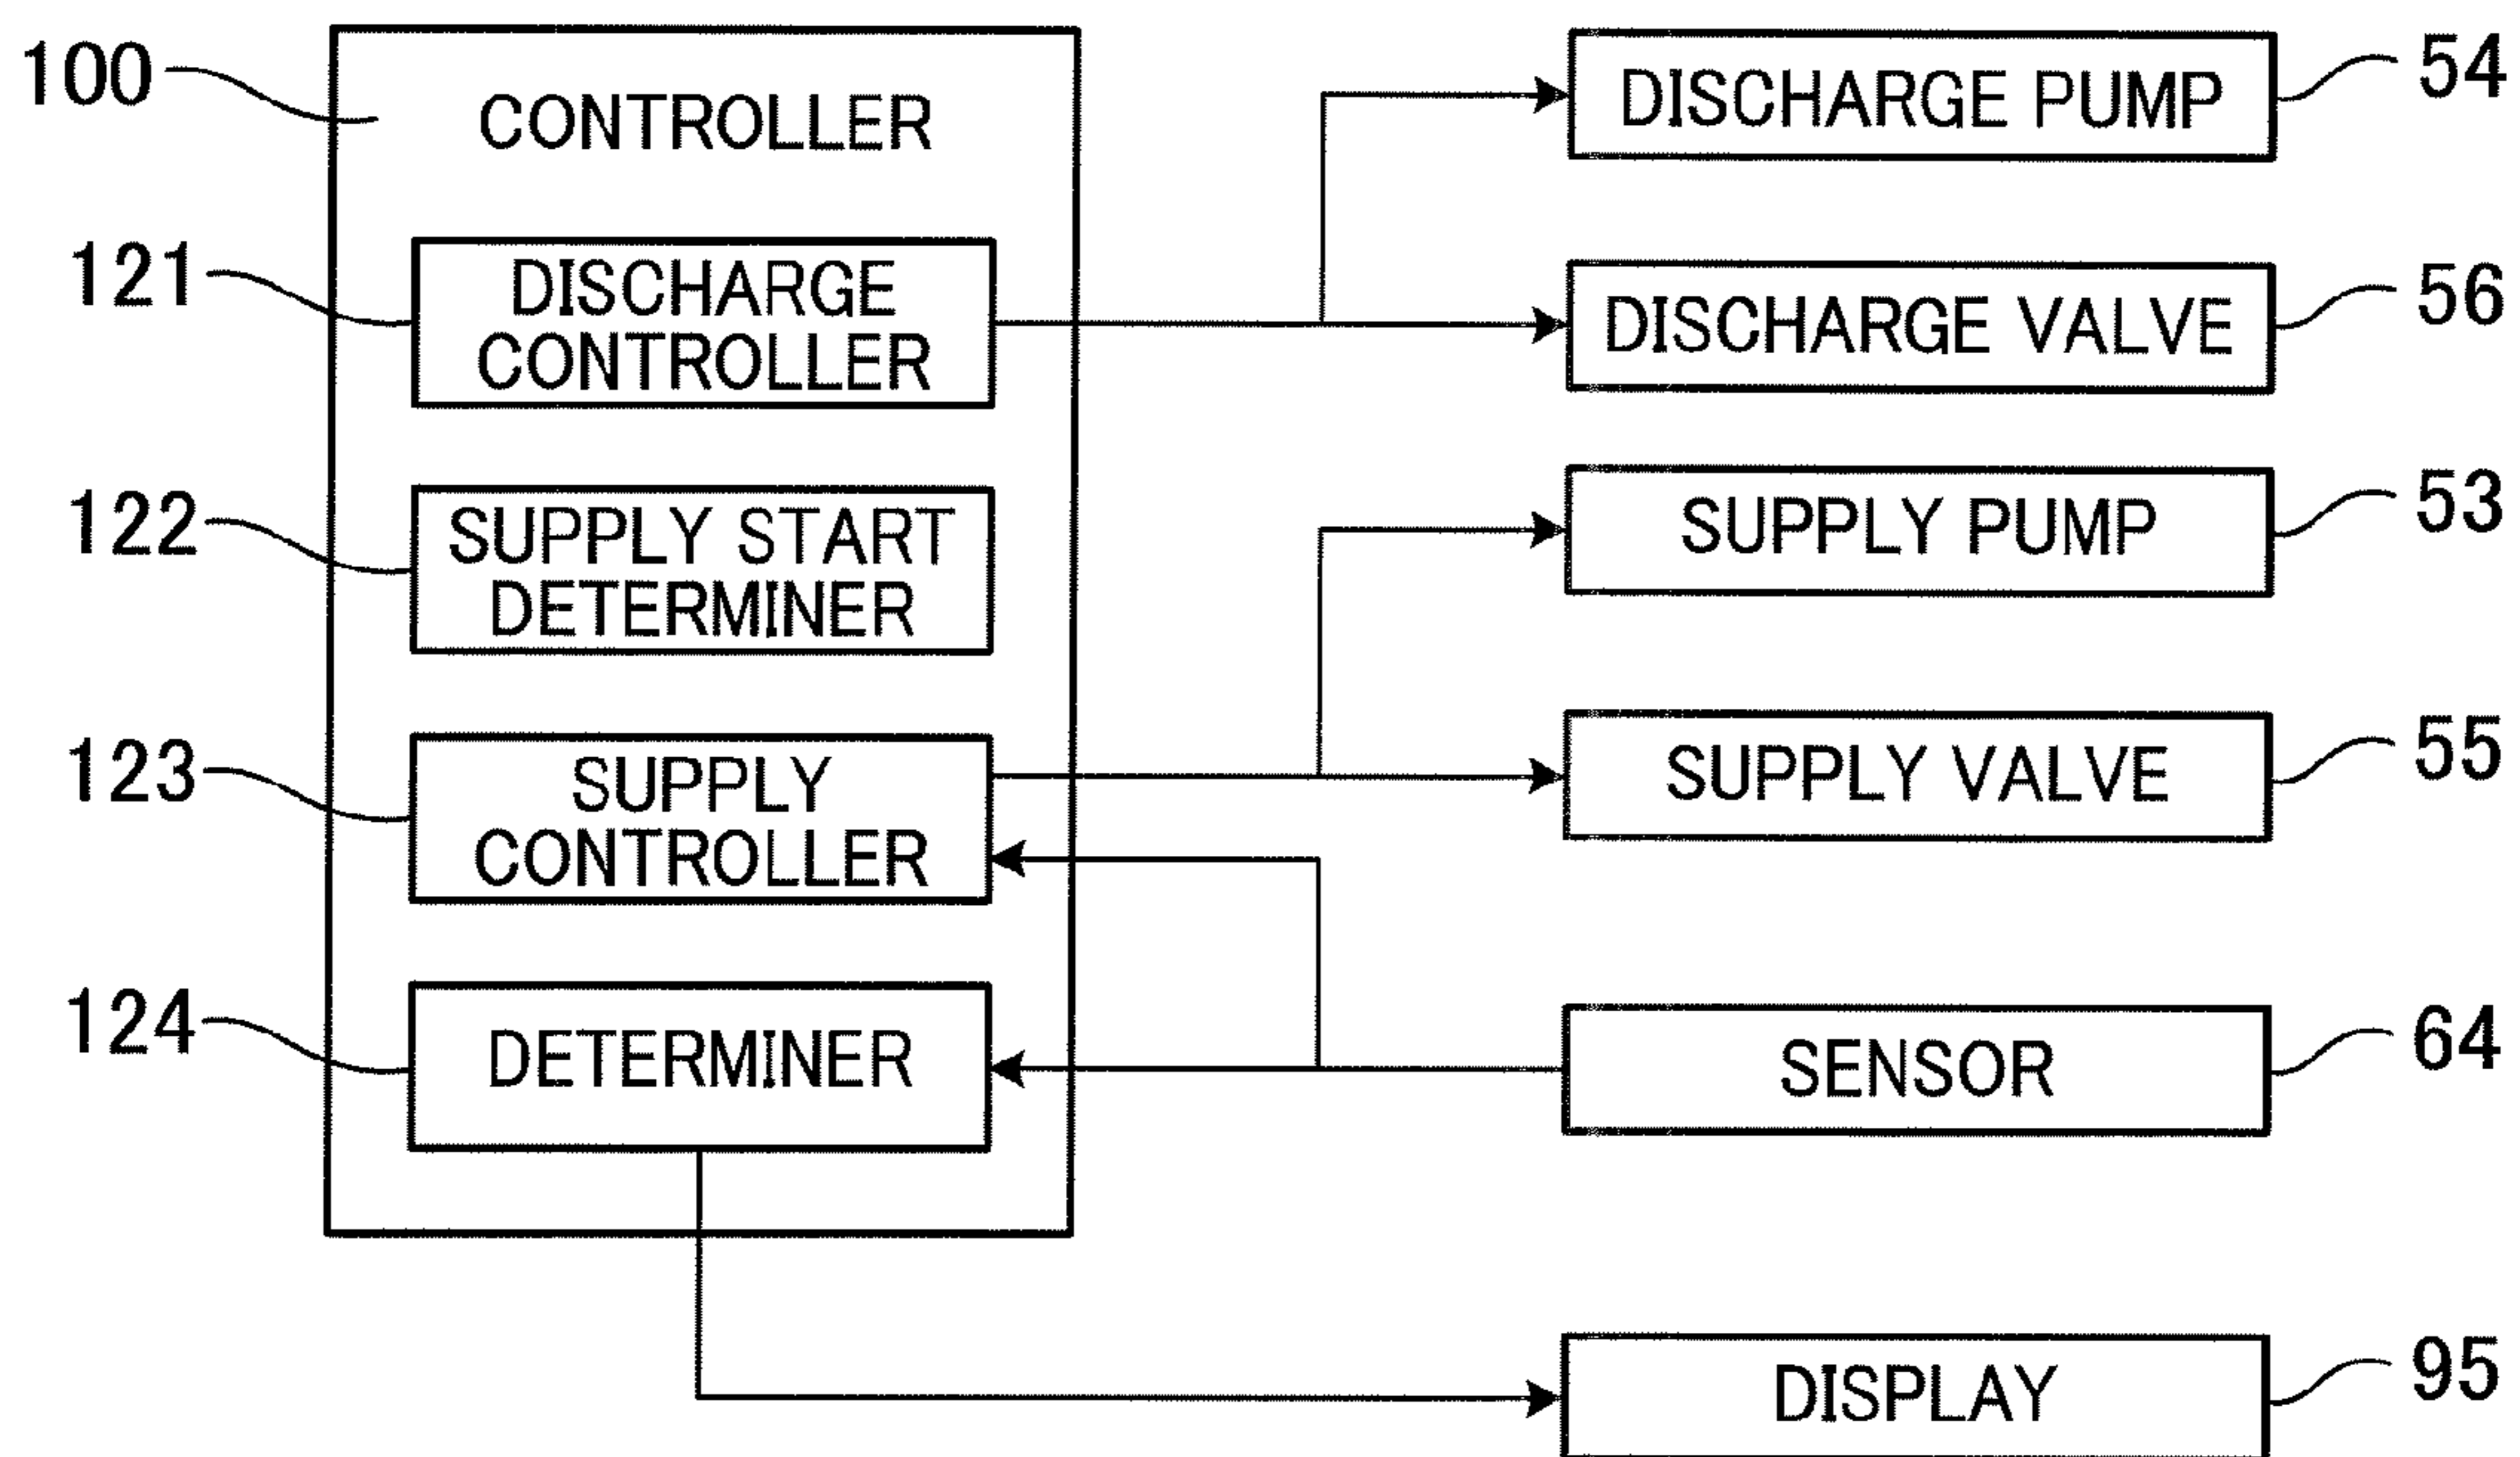 100
CONTROLLER
121
DISCHARGE
CONTROLLER
122
SUPPLY START
DETERMINER
123
SUPPLY
CONTROLLER
124
DETERMINER
DISCHARGE PUMP
54
DISCHARGE VALVE
56
SUPPLY PUMP
53
SUPPLY VALVE
55
SENSOR
64
DISPLAY
95